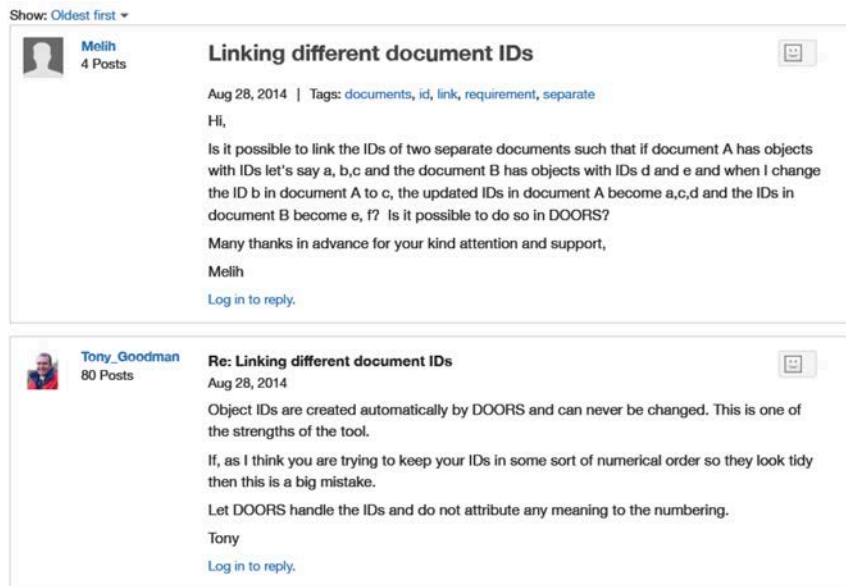 Show: Oldest first
Melih
4 Posts
Linking different document IDs
Aug 28, 2014 | Tags: documents, id, link, requirement, separate
Hi,
Is it possible to link the IDs of two separate documents such that if document A has objects
with IDs let's say a, b,c and the document B has objects with IDs d and e and when I change
the ID b in document A to c, the updated IDs in document A become a,c,d and the IDs in
document B become e, f?  Is it possible to do so in DOORS?
Many thanks in advance for your kind attention and support,
Melih
Log in to reply.
Tony_Goodman
80 Posts
Re: Linking different document IDs
Aug 28, 2014
Object IDs are created automatically by DOORS and can never be changed. This is one of
the strengths of the tool.
If, as I think you are trying to keep your IDs in some sort of numerical order so they look tidy
then this is a big mistake.
Let DOORS handle the IDs and do not attribute any meaning to the numbering.
Tony
Log in to reply.